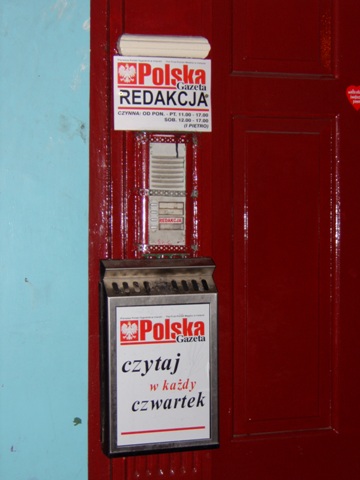 Polska
Gazeta
REDAKCJA
CZYNNA: OD PON. - PT. 11.00 - 17.00
SOB. 12.00 - 17.00
(I PIĘTRO)
REDAKCJA
Polska
Gazeta
czytaj
w każdy
czwartek